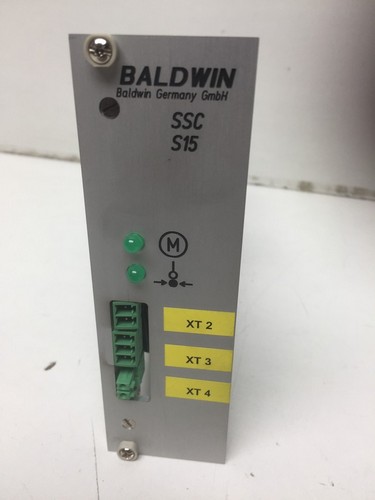 BALDWIN
Baldwin Germany GmbH
SSC
S15
M
XT 2
XT 3
XT 4